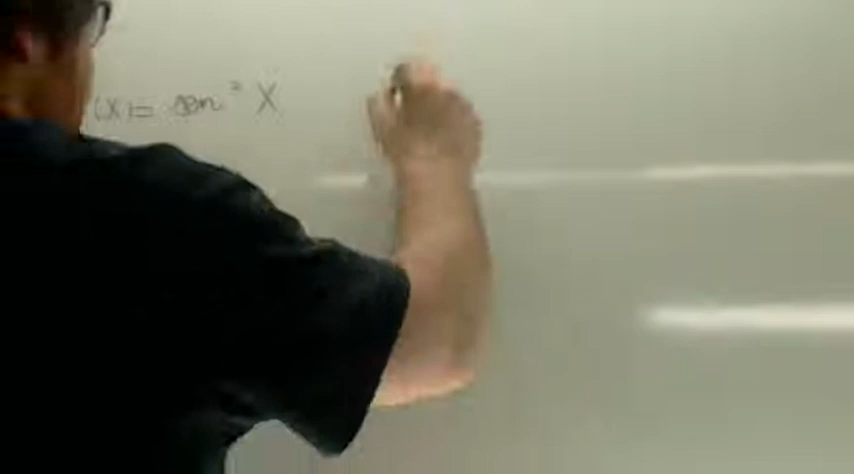 (x) = sen² X